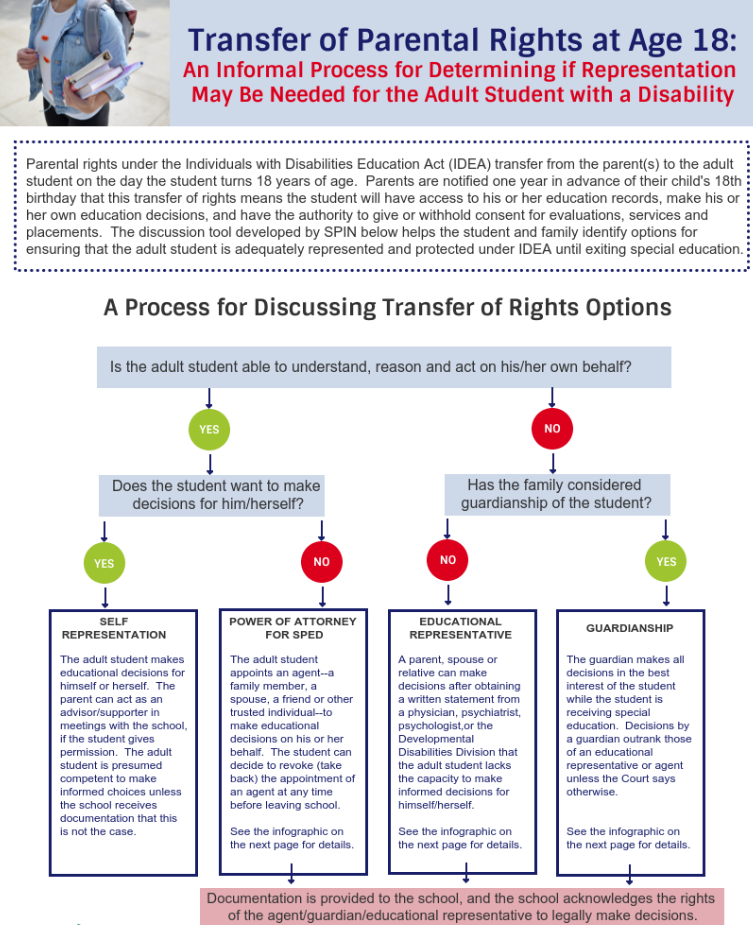 Transfer of Parental Rights at Age 18:
An Informal Process for Determining if Representation
May Be Needed for the Adult Student with a Disability
Parental rights under the Individuals with Disabilities Education Act (IDEA) transfer from the parent(s) to the adult
student on the day the student turns 18 years of age. Parents are notified one year in advance of their child's 18th
birthday that this transfer of rights means the student will have access to his or her education records, make his or
her own education decisions, and have the authority to give or withhold consent for evaluations, services and
placements. The discussion tool developed by SPIN below helps the student and family identify options for
ensuring that the adult student is adequately represented and protected under IDEA until exiting special education.
A Process for Discussing Transfer of Rights Options
Is the adult student able to understand, reason and act on his/her own behalf?
YES
NO
Does the student want to make
decisions for him/herself?
Has the family considered
guardianship of the student?
YES
NO
NO
YES
SELF
REPRESENTATION
The adult student makes
educational decisions for
himself or herself. The
parent can act as an
advisor/supporter in
meetings with the school,
if the student gives
permission. The adult
student is presumed
competent to make
informed choices unless
the school receives
documentation that this
is not the case.
POWER OF ATTORNEY
FOR SPED
The adult student
appoints an agent--a
family member, a
spouse, a friend or other
trusted individual--to
make educational
decisions on his or her
behalf. The student can
decide to revoke (take
back) the appointment of
an agent at any time
before leaving school.
See the infographic on
the next page for details.
EDUCATIONAL
REPRESENTATIVE
A parent, spouse or
relative can make
decisions after obtaining
a written statement from
a physician, psychiatrist,
psychologist,or the
Developmental
Disabilities Division that
the adult student lacks
the capacity to make
informed decisions for
himself/herself.
See the infographic on
the next page for details.
GUARDIANSHIP
The guardian makes all
decisions in the best
interest of the student
while the student is
receiving special
education. Decisions by
a guardian outrank those
of an educational
representative or agent
unless the Court says
otherwise.
See the infographic on
the next page for details.
Documentation is provided to the school, and the school acknowledges the rights
of the agent/guardian/educational representative to legally make decisions.